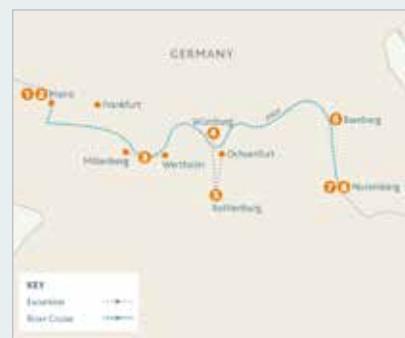 GERMANY
1 2 Mainz
Frankfurt
Würzburg
4
Main
6 Bamberg
Miltenberg
3
Wertheim
Ochsenfurt
5
Rothenburg
7 8 Nuremberg
KEY
Excursion
River Cruise